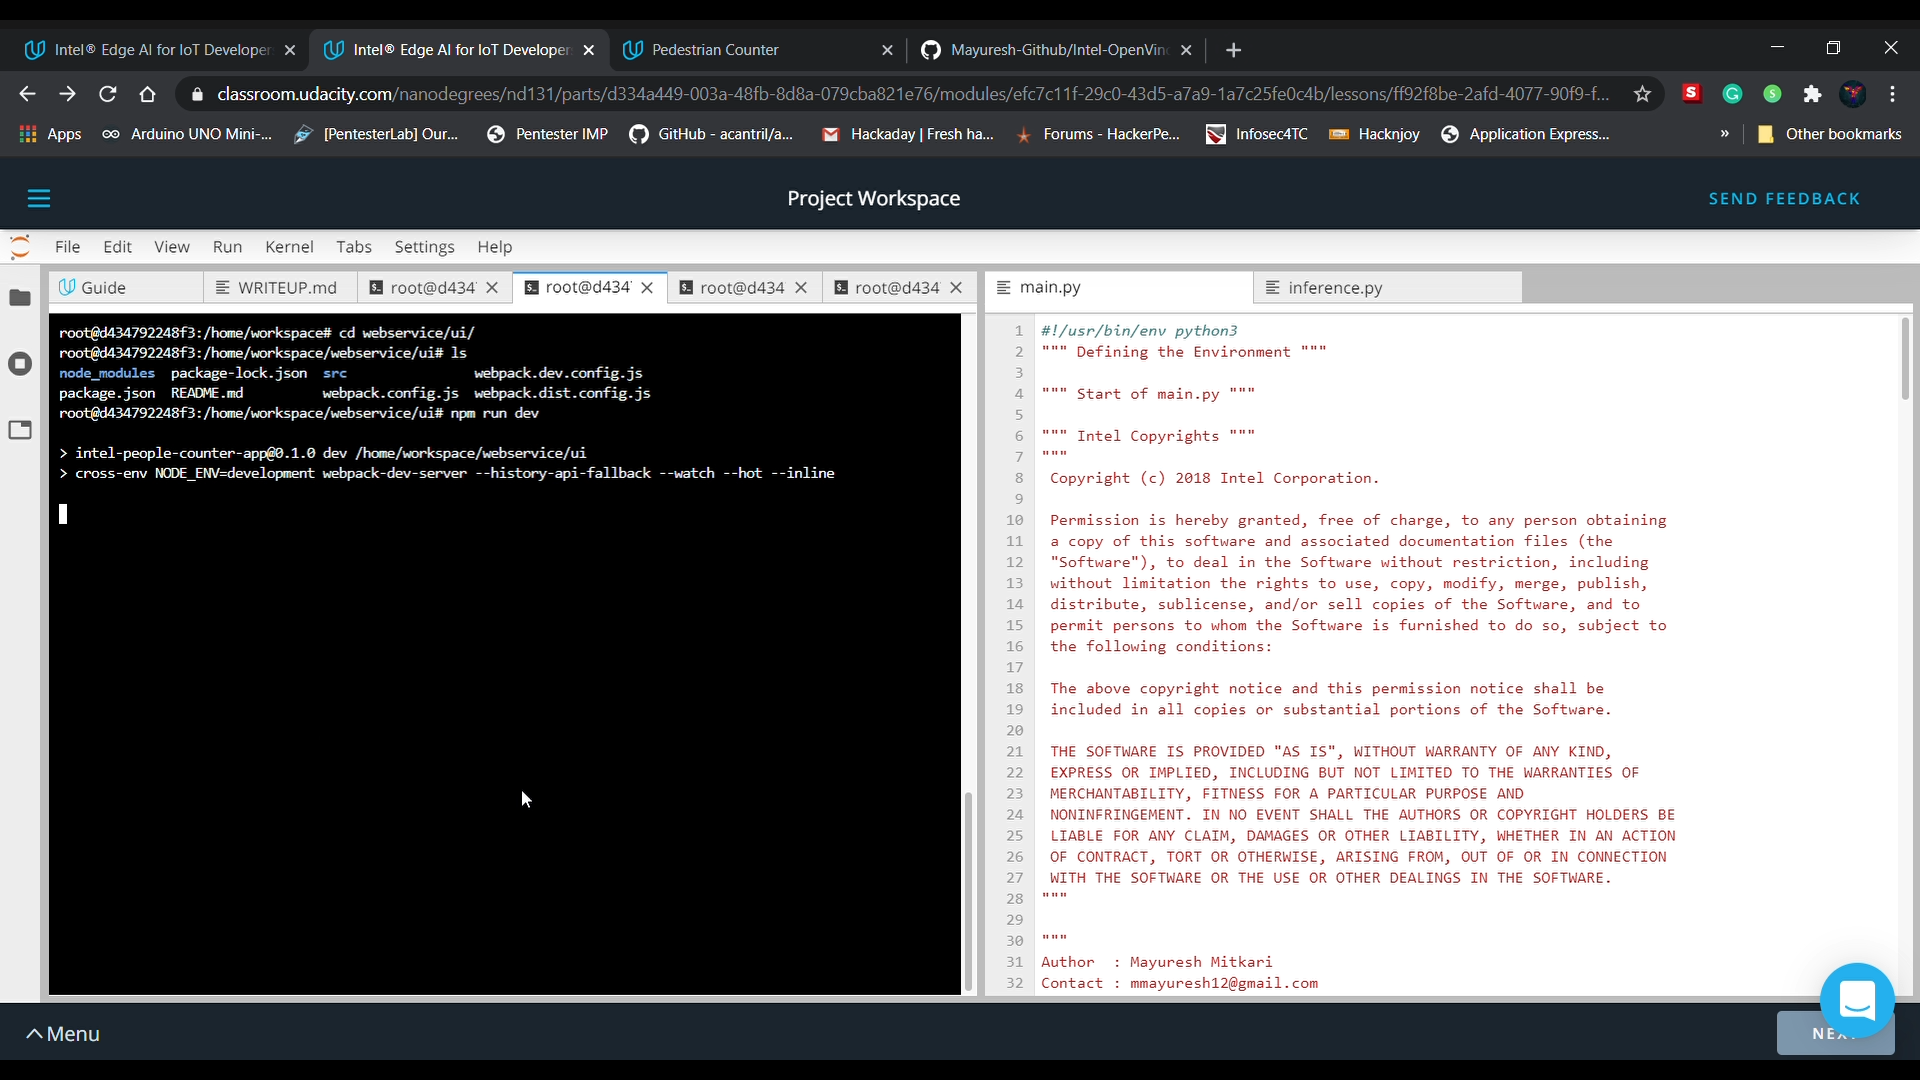 Intel® Edge AI for IoT Developer
Intel® Edge AI for IoT Developer
Pedestrian Counter
Mayuresh-Github/Intel-OpenVin
classroom.udacity.com/nanodegrees/nd131/parts/d334a449-003a-48fb-8d8a-079cba821e76/modules/efc7c11f-29c0-43d5-a7a9-1a7c25fe0c4b/lessons/ff92f8be-2afd-4077-90f9-f...
Apps
Arduino UNO Mini-...
[PentesterLab] Our...
Pentester IMP
GitHub - acantril/a...
Hackaday | Fresh ha...
Forums - HackerPe...
Infosec4TC
Hacknjoy
Application Express...
»
Other bookmarks
Project Workspace
SEND FEEDBACK
File Edit View Run Kernel Tabs Settings Help
Guide
WRITEUP.md
root@d434
root@d434
root@d434
root@d434
main.py
inference.py
root@d434792248f3:/home/workspace# cd webservice/ui/
root@d434792248f3:/home/workspace/webservice/ui# ls
node_modules package-lock.json src webpack.dev.config.js
package.json README.md webpack.config.js webpack.dist.config.js
root@d434792248f3:/home/workspace/webservice/ui# npm run dev
> intel-people-counter-app@0.1.0 dev /home/workspace/webservice/ui
> cross-env NODE_ENV=development webpack-dev-server --history-api-fallback --watch --hot --inline
1 #!/usr/bin/env python3
2 """ Defining the Environment """
3
4 """ Start of main.py """
5
6 """ Intel Copyrights """
7 """
8 Copyright (c) 2018 Intel Corporation.
9
10 Permission is hereby granted, free of charge, to any person obtaining
11 a copy of this software and associated documentation files (the
12 "Software"), to deal in the Software without restriction, including
13 without limitation the rights to use, copy, modify, merge, publish,
14 distribute, sublicense, and/or sell copies of the Software, and to
15 permit persons to whom the Software is furnished to do so, subject to
16 the following conditions:
17
18 The above copyright notice and this permission notice shall be
19 included in all copies or substantial portions of the Software.
20
21 THE SOFTWARE IS PROVIDED "AS IS", WITHOUT WARRANTY OF ANY KIND,
22 EXPRESS OR IMPLIED, INCLUDING BUT NOT LIMITED TO THE WARRANTIES OF
23 MERCHANTABILITY, FITNESS FOR A PARTICULAR PURPOSE AND
24 NONINFRINGEMENT. IN NO EVENT SHALL THE AUTHORS OR COPYRIGHT HOLDERS BE
25 LIABLE FOR ANY CLAIM, DAMAGES OR OTHER LIABILITY, WHETHER IN AN ACTION
26 OF CONTRACT, TORT OR OTHERWISE, ARISING FROM, OUT OF OR IN CONNECTION
27 WITH THE SOFTWARE OR THE USE OR OTHER DEALINGS IN THE SOFTWARE.
28 """
29
30 """
31 Author : Mayuresh Mitkari
32 Contact : mmayuresh12@gmail.com
Menu
NEXT